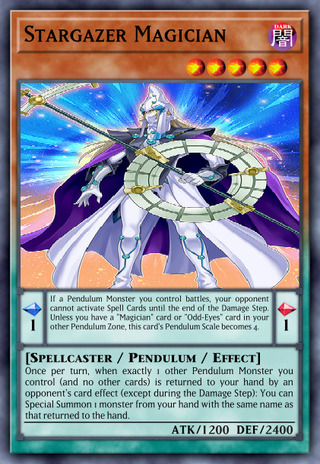 Stargazer Magician
DARK
闇
If a Pendulum Monster you control battles, your opponent
cannot activate Spell Cards until the end of the Damage Step.
Unless you have a "Magician" card or "Odd-Eyes" card in
your other Pendulum Zone, this card's Pendulum Scale becomes 4.
1
1
[Spellcaster / Pendulum / Effect]
Once per turn, when exactly 1 other Pendulum Monster you
control (and no other cards) is returned to your hand by an
opponent's card effect (except during the Damage Step): You can
Special Summon 1 monster from your hand with the same name as
that returned to the hand.
ATK/1200 DEF/2400